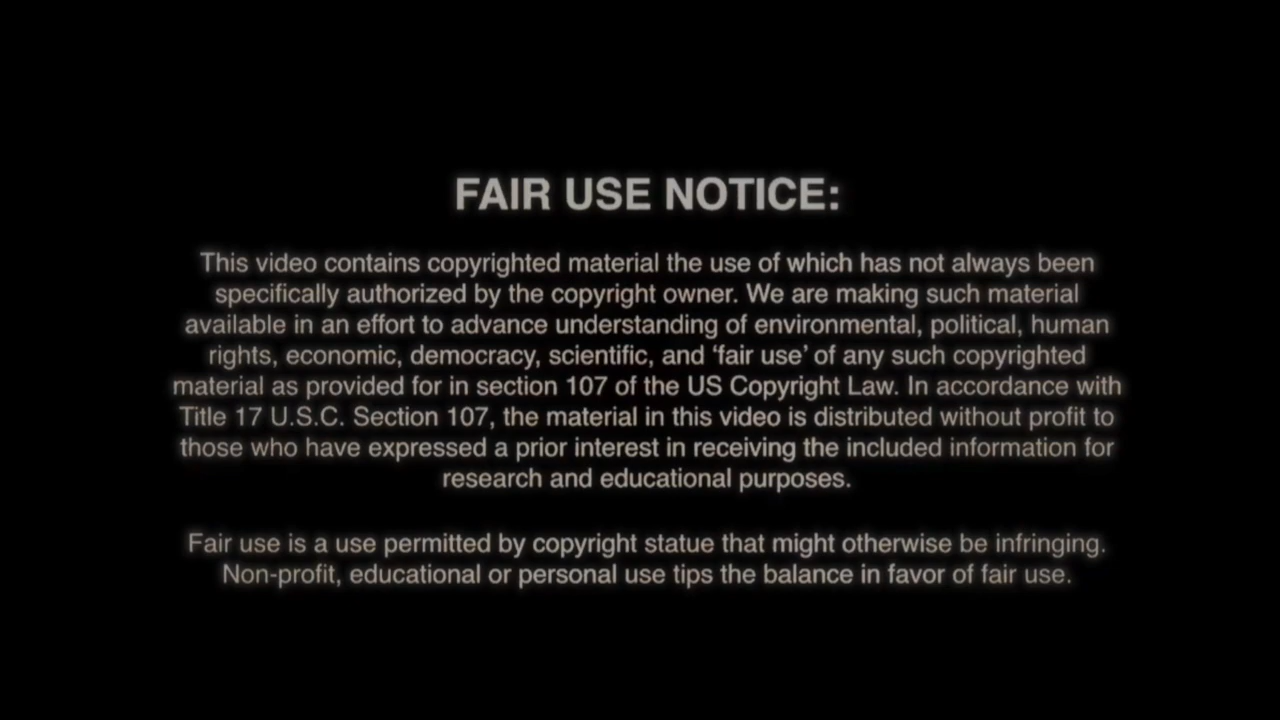 FAIR USE NOTICE:
This video contains copyrighted material the use of which has not always been
specifically authorized by the copyright owner. We are making such material
available in an effort to advance understanding of environmental, political, human
rights, economic, democracy, scientific, and ‘fair use’ of any such copyrighted
material as provided for in section 107 of the US Copyright Law. In accordance with
Title 17 U.S.C. Section 107, the material in this video is distributed without profit to
those who have expressed a prior interest in receiving the included information for
research and educational purposes.
Fair use is a use permitted by copyright statue that might otherwise be infringing.
Non-profit, educational or personal use tips the balance in favor of fair use.